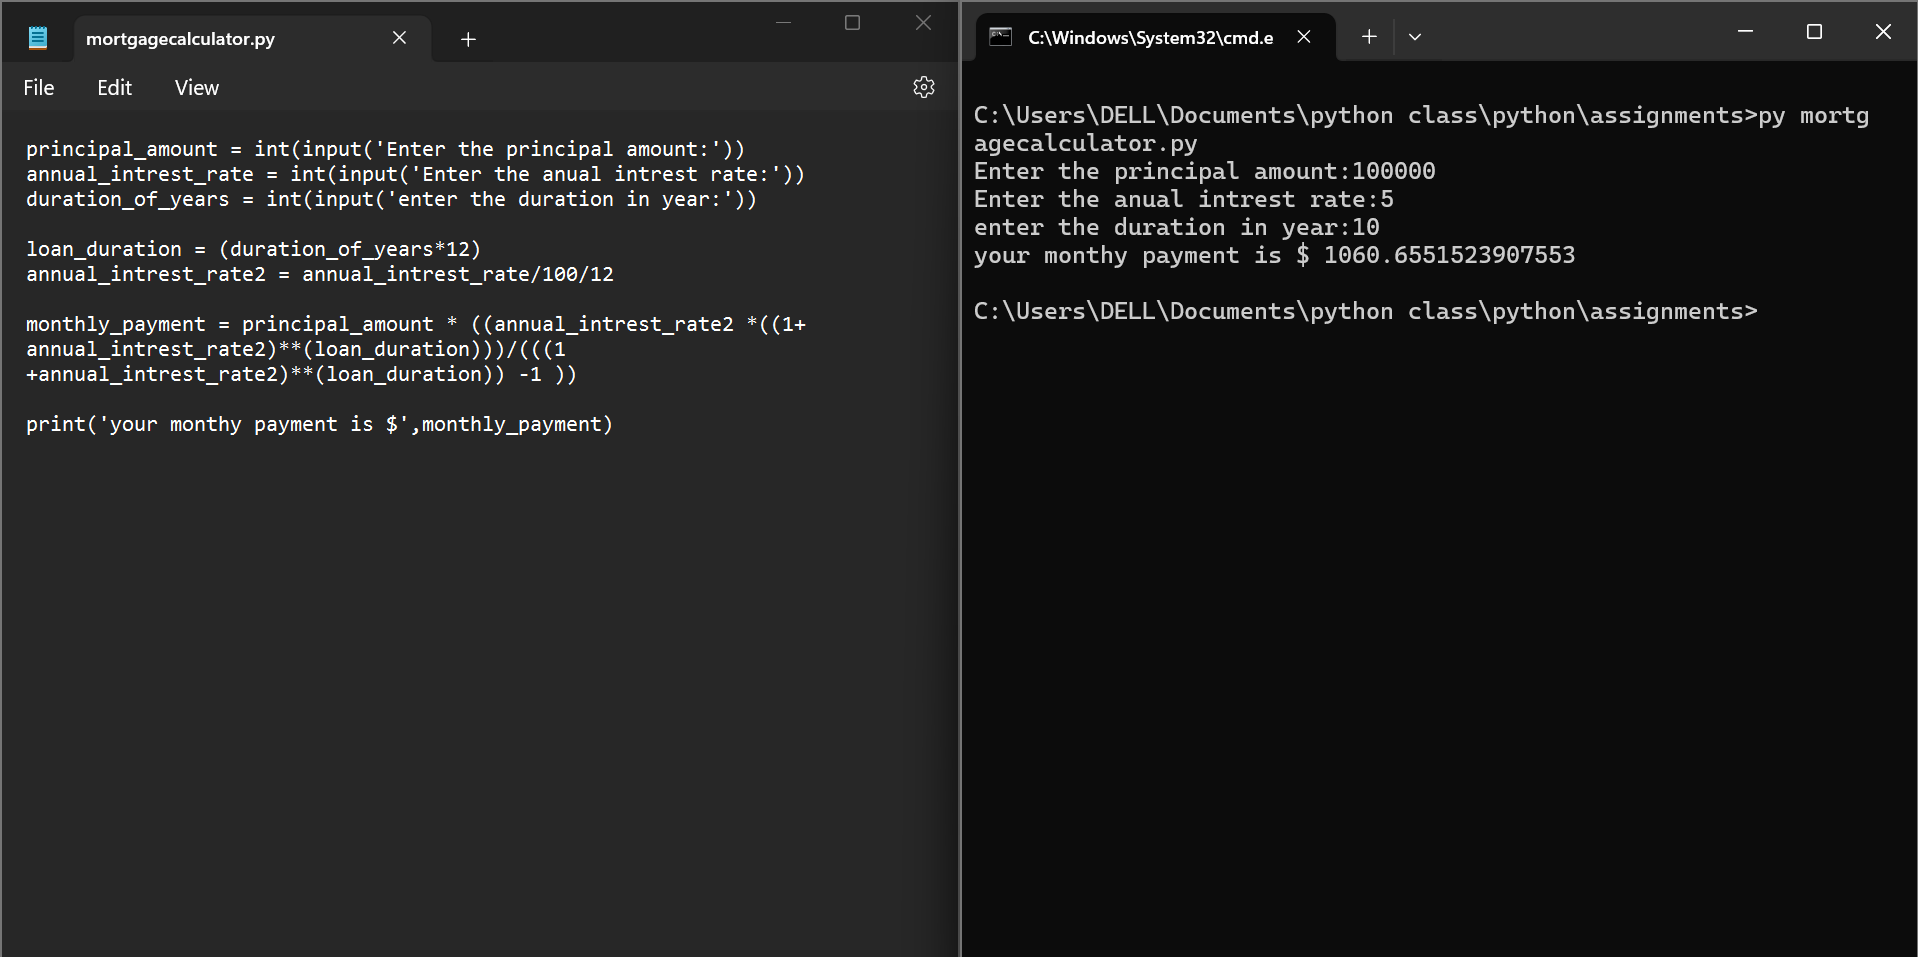 mortgagecalculator.py
File Edit View
principal_amount = int(input('Enter the principal amount:'))
annual_intrest_rate = int(input('Enter the anual intrest rate:'))
duration_of_years = int(input('enter the duration in year:'))
loan_duration = (duration_of_years*12)
annual_intrest_rate2 = annual_intrest_rate/100/12
monthly_payment = principal_amount * ((annual_intrest_rate2 *((1+
annual_intrest_rate2)**(loan_duration)))/(((1
+annual_intrest_rate2)**(loan_duration)) -1 ))
print('your monthy payment is $',monthly_payment)
C:\Windows\System32\cmd.e
C:\Users\DELL\Documents\python class\python\assignments>py mortg
agecalculator.py
Enter the principal amount:100000
Enter the anual intrest rate:5
enter the duration in year:10
your monthy payment is $ 1060.6551523907553
C:\Users\DELL\Documents\python class\python\assignments>